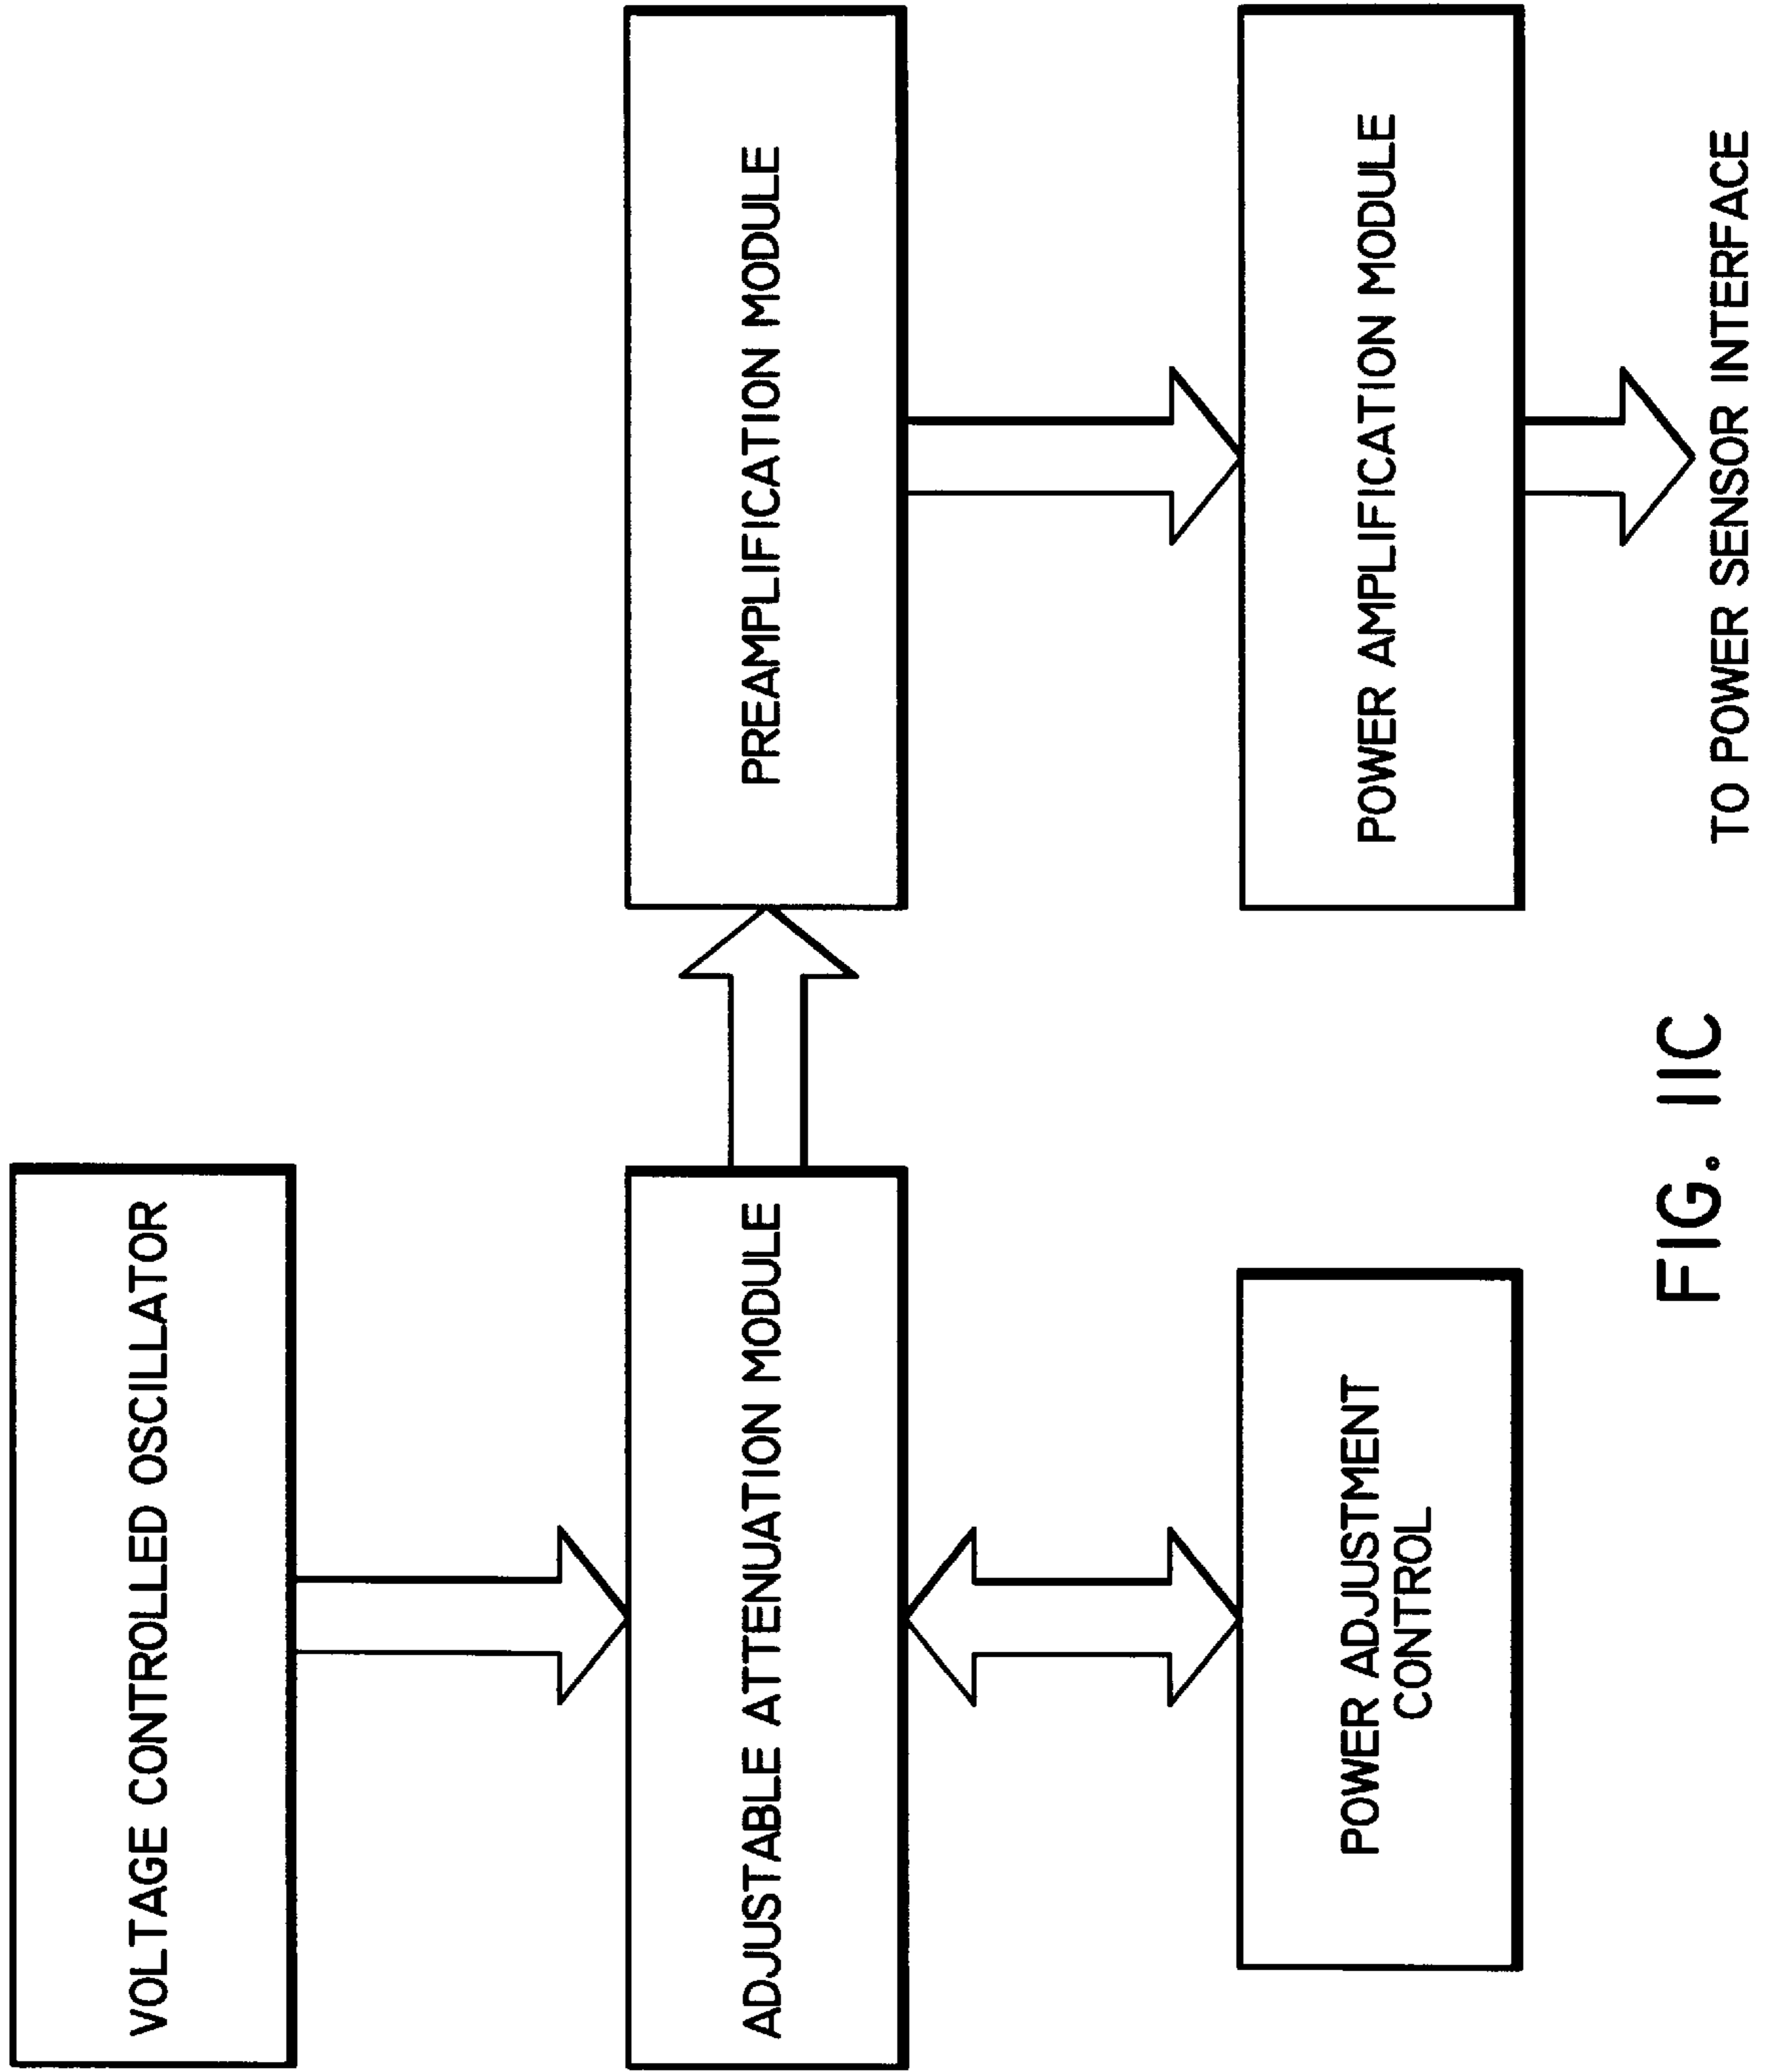 VOLTAGE CONTROLLED OSCILLATOR
ADJUSTABLE ATTENUATION MODULE
PREAMPLIFICATION MODULE
POWER ADJUSTMENT
CONTROL
POWER AMPLIFICATION MODULE
TO POWER SENSOR INTERFACE
FIG. 11C